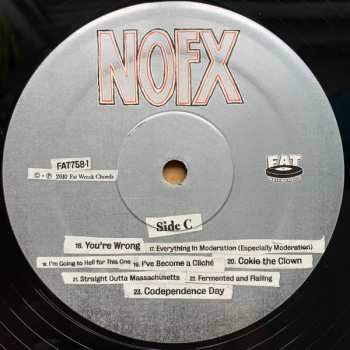 NOFX
FAT758-1
© + ℗ 2010 Fat Wreck Chords
FAT
Side C
16. You're Wrong
17. Everything In Moderation (Especially Moderation)
18. I'm Going to Hell for This One
19. I've Become a Cliché
20. Cokie the Clown
21. Straight Outta Massachusetts
22. Fermented and Flailing
23. Codependence Day